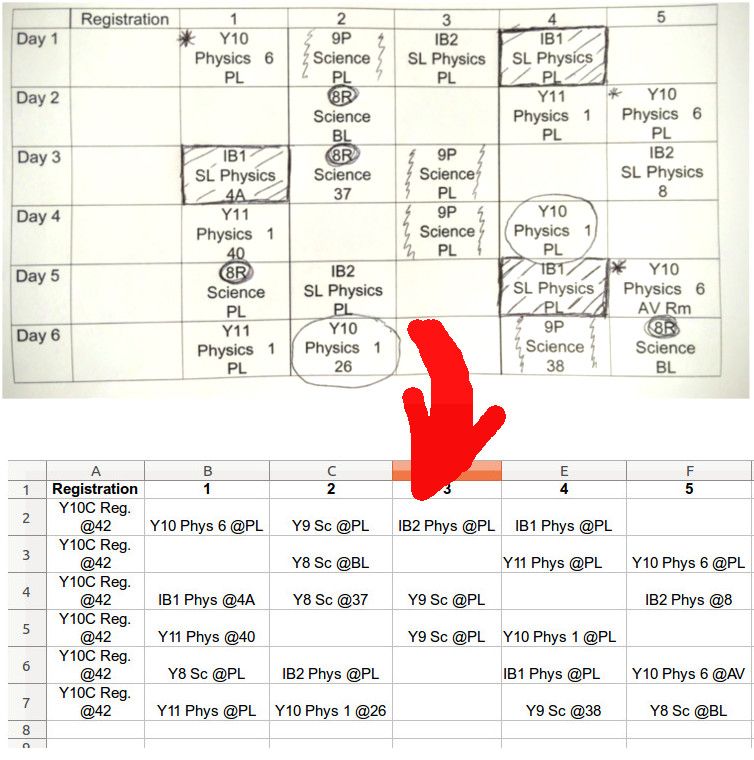 Registration 1 2 3 4 5
Day 1 Y10 9P IB2 IB1
Physics 6 Science SL Physics SL Physics
PL PL PL PL
Day 2 8R Y11 Y10
Science Physics 1 Physics 6
BL PL PL
Day 3 IB1 8R 9P IB2
SL Physics Science Science SL Physics
4A 37 PL 8
Day 4 Y11 9P Y10
Physics 1 Science Physics 1
40 PL PL
Day 5 8R IB2 IB1 Y10
Science SL Physics SL Physics Physics 6
PL PL PL AV Rm
Day 6 Y11 Y10 9P 8R
Physics 1 Physics 1 Science Science
PL 26 38 BL
A B C E F
1 Registration 1 2 3 4 5
2 Y10C Reg.
@42 Y10 Phys 6 @PL Y9 Sc @PL IB2 Phys @PL IB1 Phys @PL
3 Y10C Reg.
@42 Y8 Sc @BL Y11 Phys @PL Y10 Phys 6 @PL
4 Y10C Reg.
@42 IB1 Phys @4A Y8 Sc @37 Y9 Sc @PL IB2 Phys @8
5 Y10C Reg.
@42 Y11 Phys @40 Y9 Sc @PL Y10 Phys 1 @PL
6 Y10C Reg.
@42 Y8 Sc @PL IB2 Phys @PL IB1 Phys @PL Y10 Phys 6 @AV
7 Y10C Reg.
@42 Y11 Phys @PL Y10 Phys 1 @26 Y9 Sc @38 Y8 Sc @BL
8